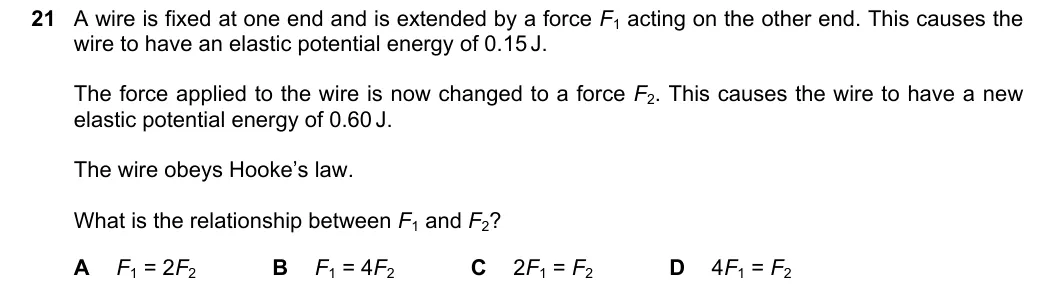 21 A wire is fixed at one end and is extended by a force F₁ acting on the other end. This causes the
wire to have an elastic potential energy of 0.15 J.
The force applied to the wire is now changed to a force F₂. This causes the wire to have a new
elastic potential energy of 0.60 J.
The wire obeys Hooke’s law.
What is the relationship between F₁ and F₂?
A F₁ = 2F₂ B F₁ = 4F₂ C 2F₁ = F₂ D 4F₁ = F₂